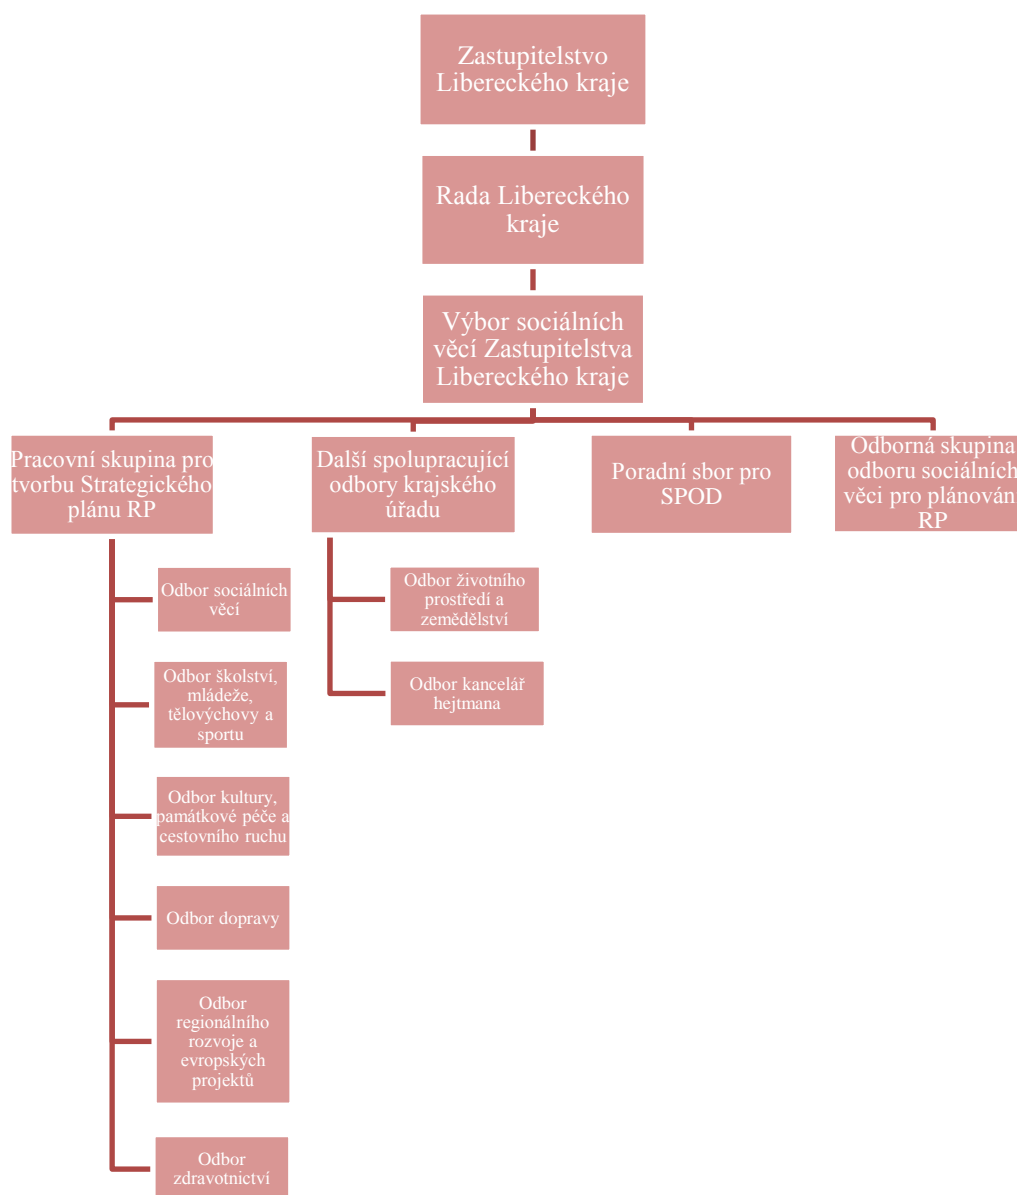 Zastupitelstvo
Libereckého kraje
Rada Libereckého
kraje
Výbor sociálních
věcí Zastupitelstva
Libereckého kraje
Pracovní skupina pro
tvorbu Strategického
plánu RP
Další spolupracující
odbory krajského
úřadu
Poradní sbor pro
SPOD
Odborná skupina
odboru sociálních
věci pro plánován
RP
Odbor sociálních
věcí
Odbor školství,
mládeže,
tělovýchovy a
sportu
Odbor kultury,
památkové péče a
cestovního ruchu
Odbor dopravy
Odbor
regionálního
rozvoje a
evropských
projektů
Odbor
zdravotnictví
Odbor životního
prostředí a
zemědělství
Odbor kancelář
hejtmana